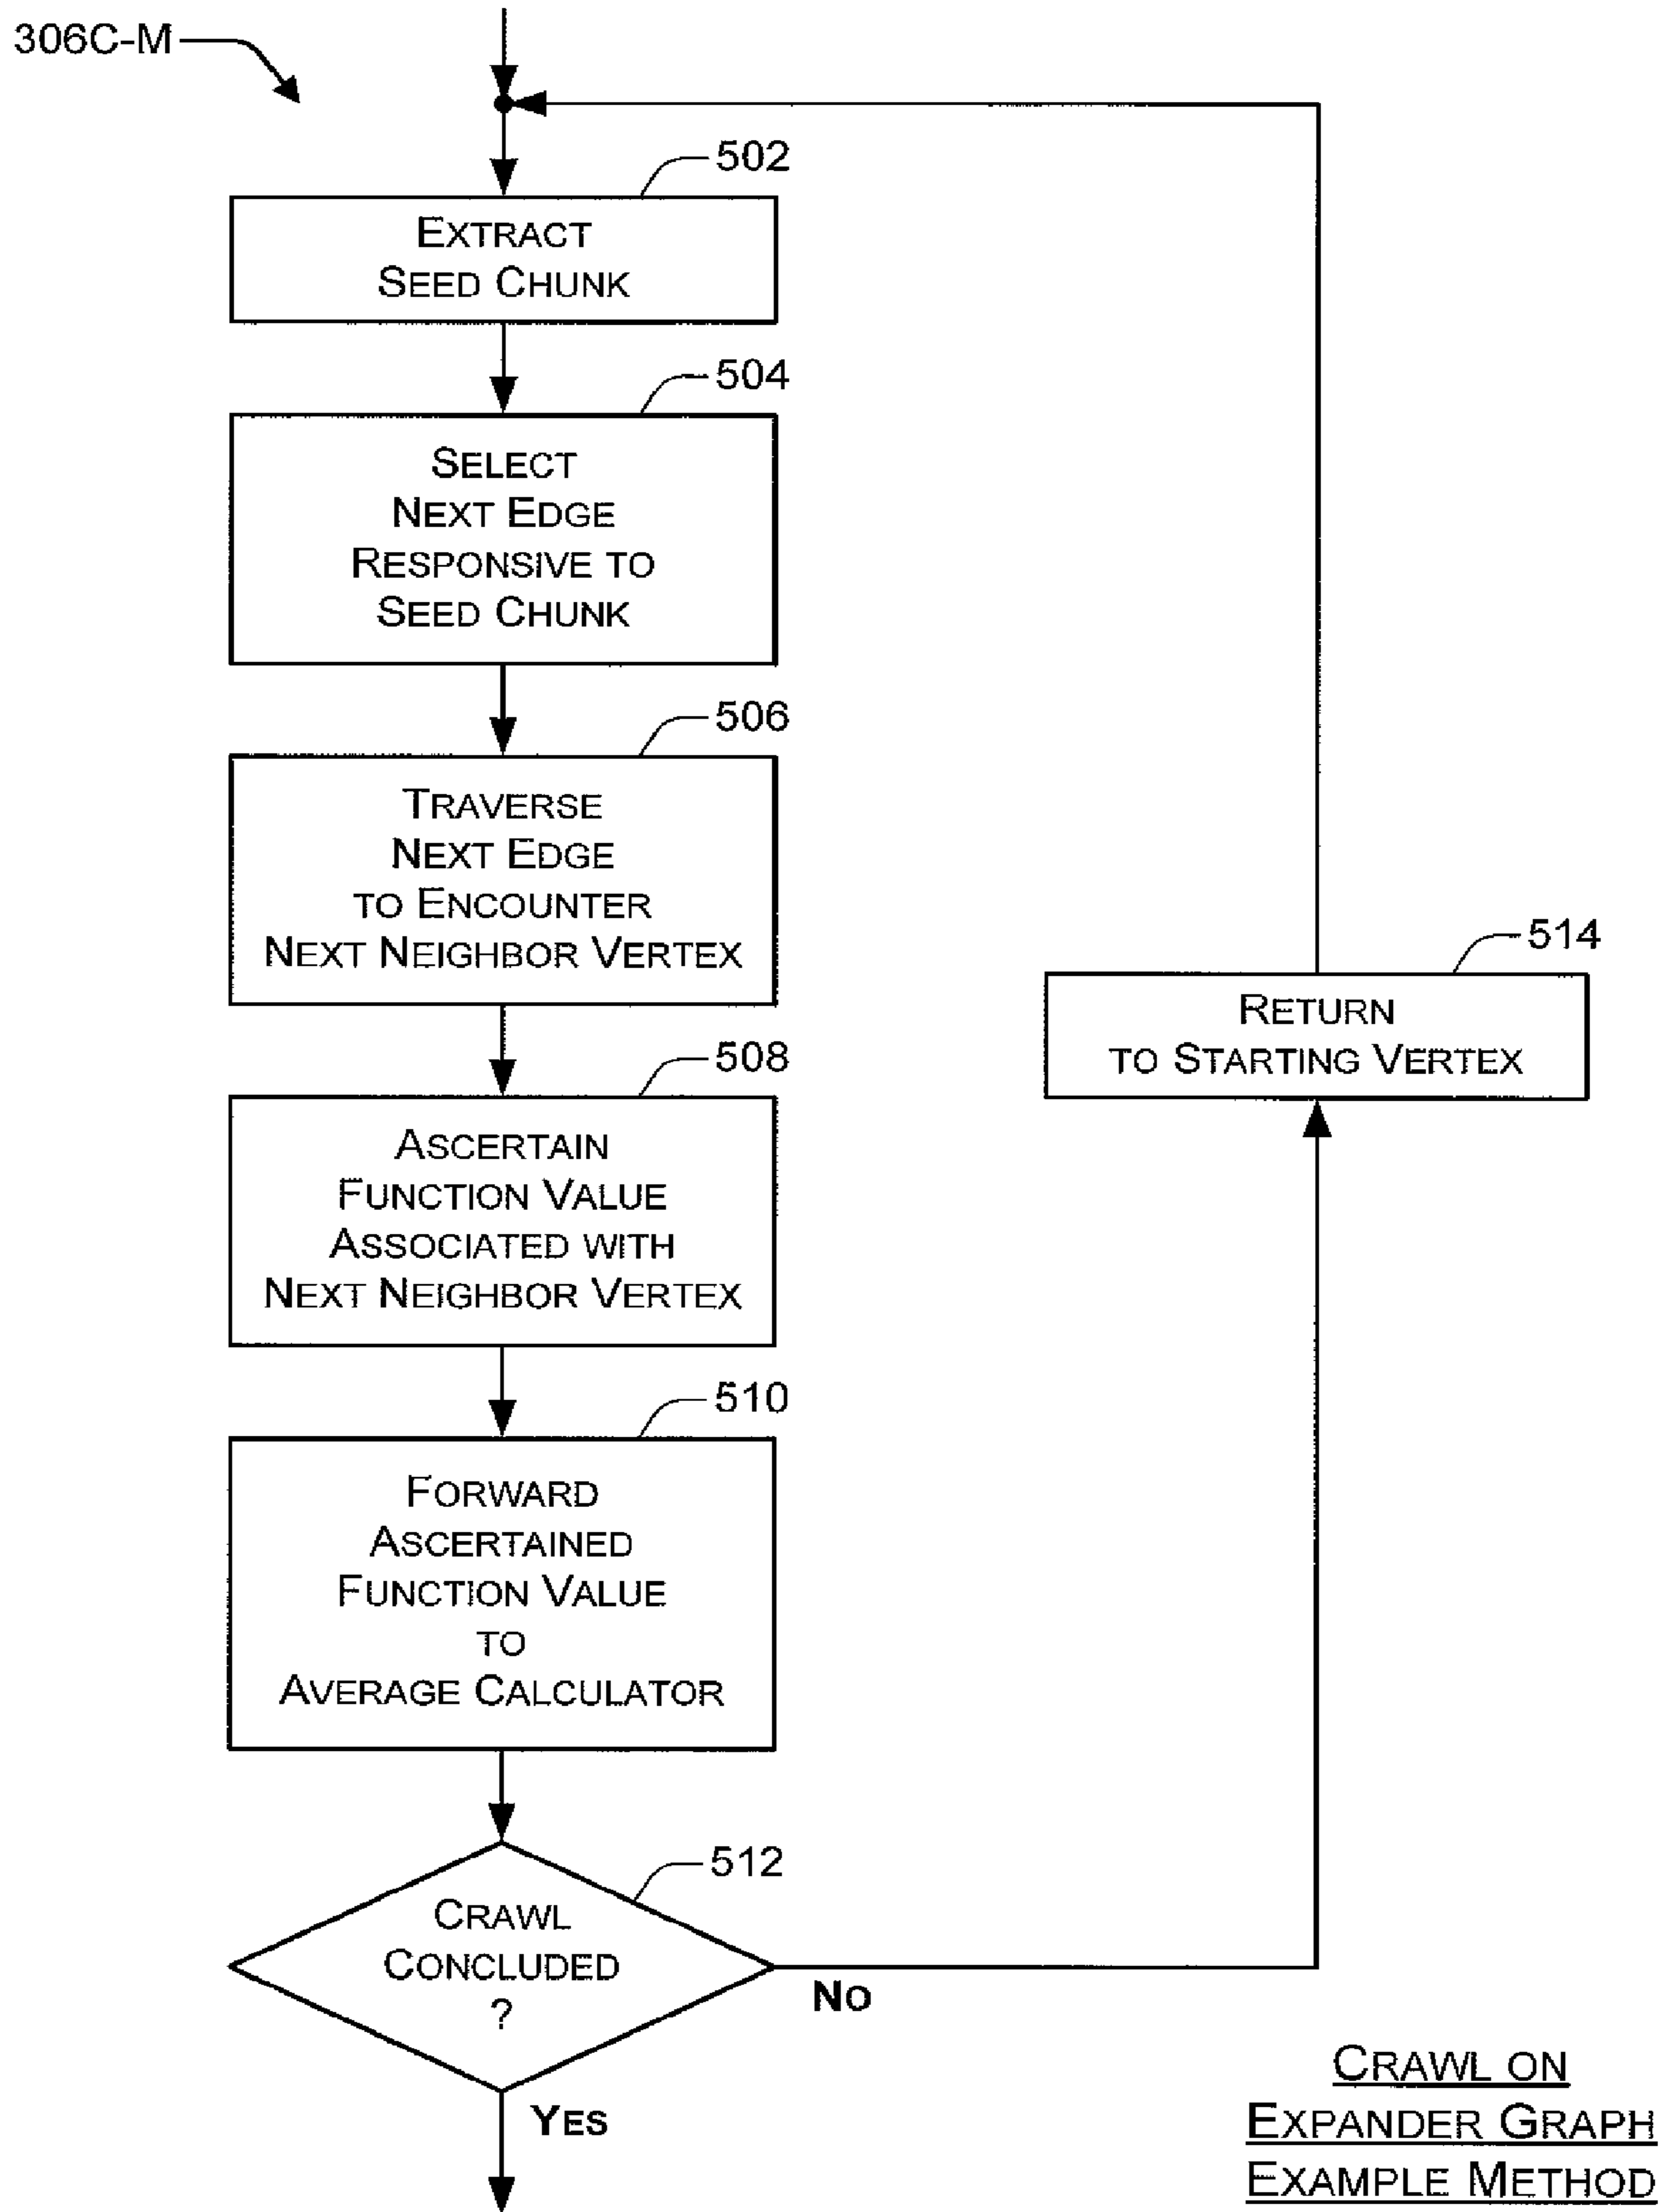 306C-M
502
EXTRACT
SEED CHUNK
504
SELECT
NEXT EDGE
RESPONSIVE TO
SEED CHUNK
506
TRAVERSE
NEXT EDGE
TO ENCOUNTER
NEXT NEIGHBOR VERTEX
514
RETURN
TO STARTING VERTEX
508
ASCERTAIN
FUNCTION VALUE
ASSOCIATED WITH
NEXT NEIGHBOR VERTEX
510
FORWARD
ASCERTAINED
FUNCTION VALUE
TO
AVERAGE CALCULATOR
512
CRAWL
CONCLUDED
?
NO
YES
CRAWL ON
EXPANDER GRAPH
EXAMPLE METHOD